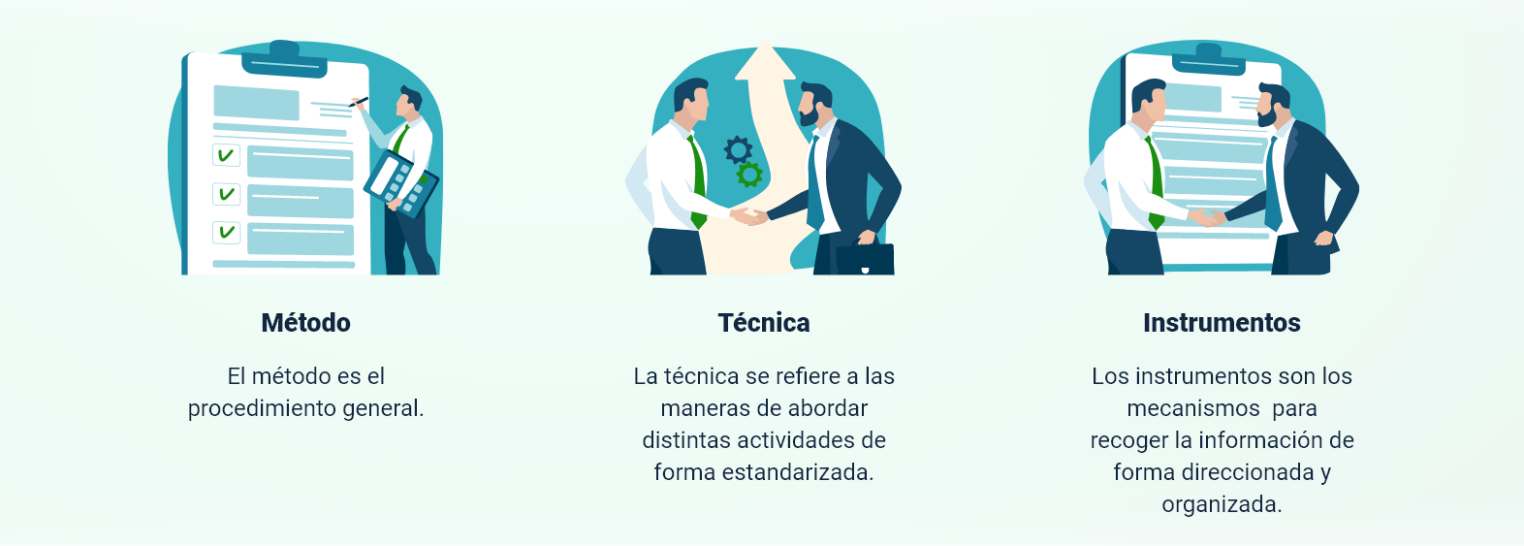 Método
El método es el
procedimiento general.
Técnica
La técnica se refiere a las
maneras de abordar
distintas actividades de
forma estandarizada.
Instrumentos
Los instrumentos son los
mecanismos  para
recoger la información de
forma direccionada y
organizada.